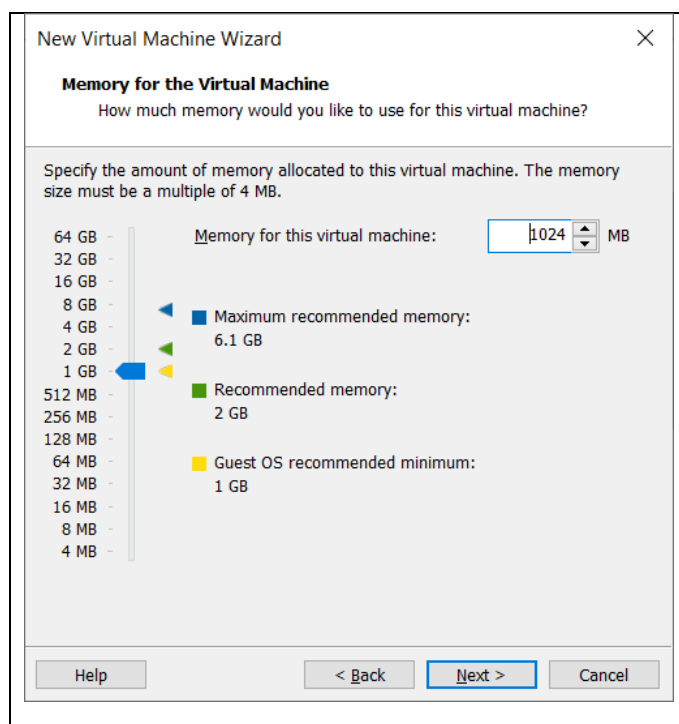 New Virtual Machine Wizard
Memory for the Virtual Machine
How much memory would you like to use for this virtual machine?
Specify the amount of memory allocated to this virtual machine. The memory
size must be a multiple of 4 MB.
64 GB
Memory for this virtual machine:
1024
MB
32 GB
16 GB
8 GB
4 GB
2 GB
1 GB
512 MB
256 MB
128 MB
64 MB
32 MB
16 MB
8 MB
4 MB
Maximum recommended memory:
6.1 GB
Recommended memory:
2 GB
Guest OS recommended minimum:
1 GB
Help
< Back
Next >
Cancel